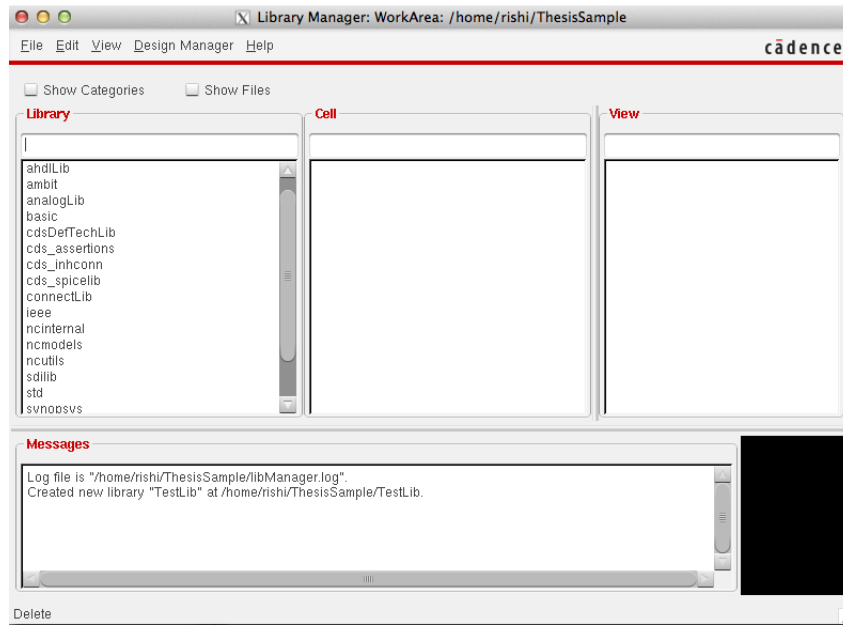 Library Manager: WorkArea: /home/rishi/ThesisSample
File Edit View Design Manager Help
cādence
Show Categories Show Files
Library
Cell
View
ahdlLib
ambit
analogLib
basic
cdsDefTechLib
cds_assertions
cds_inhconn
cds_spicelib
connectLib
ieee
ncinternal
ncmodels
ncutils
sdilib
std
synopsys
Messages
Log file is "/home/rishi/ThesisSample/libManager.log".
Created new library "TestLib" at /home/rishi/ThesisSample/TestLib.
Delete